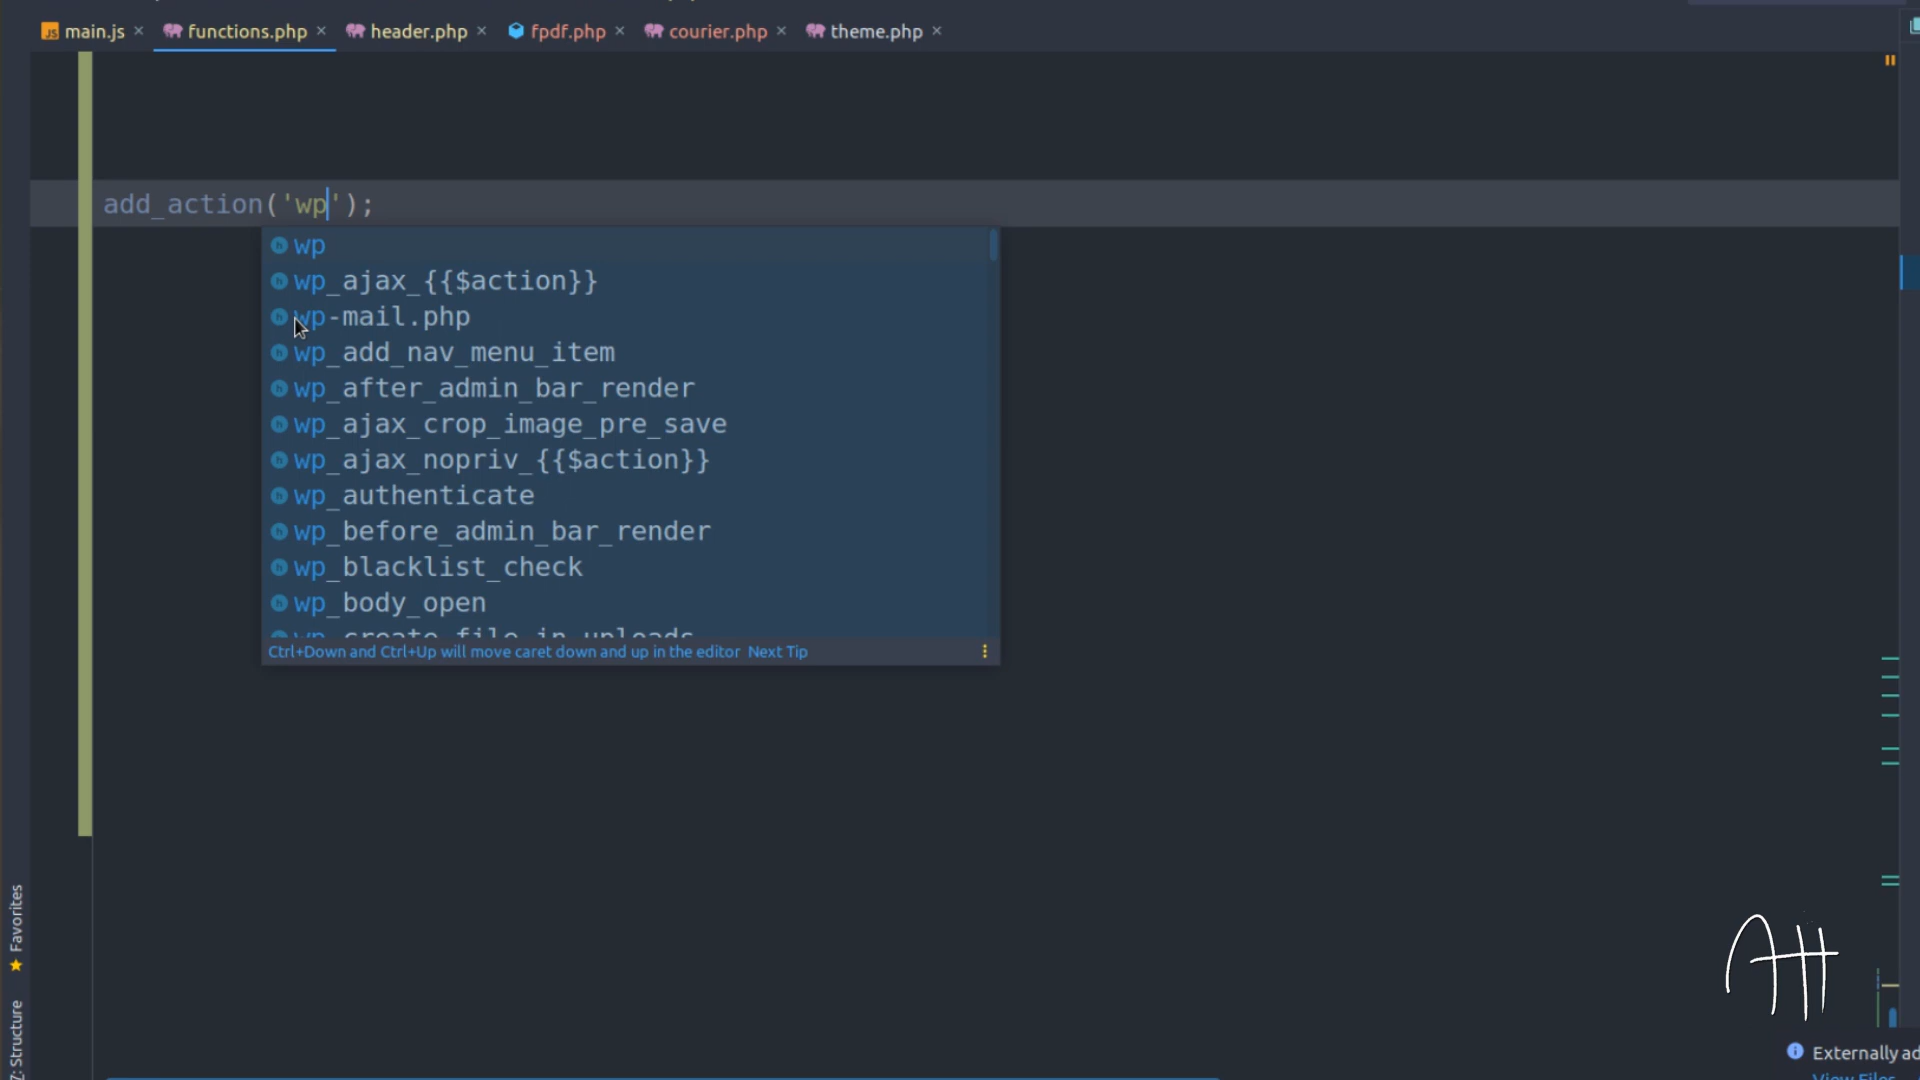 main.js functions.php header.php fpdf.php courier.php theme.php
add_action('wp');
wp
wp_ajax_{{$action}}
wp-mail.php
wp_add_nav_menu_item
wp_after_admin_bar_render
wp_ajax_crop_image_pre_save
wp_ajax_nopriv_{{$action}}
wp_authenticate
wp_before_admin_bar_render
wp_blacklist_check
wp_body_open
wp_create_file_in_uploads
Ctrl+Down and Ctrl+Up will move caret down and up in the editor Next Tip
Favorites
7: Structure
Externally ad
View Files